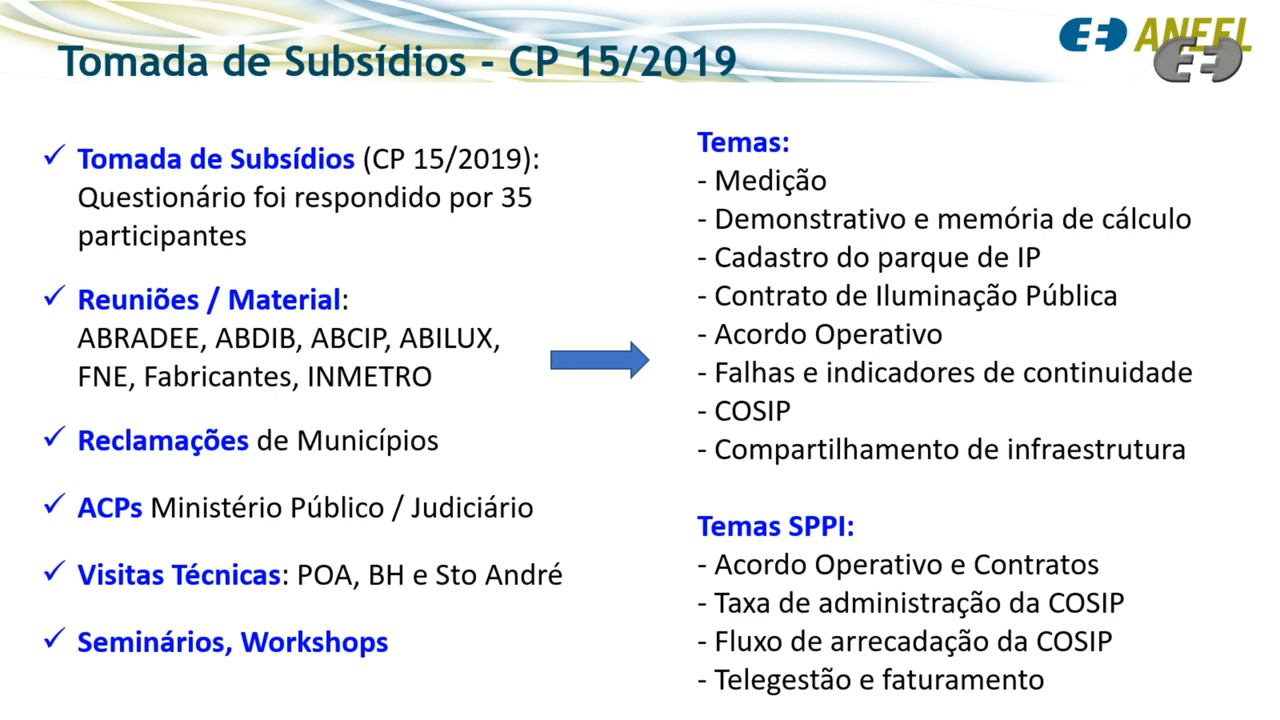 Tomada de Subsídios - CP 15/2019
ANEEL
✓ Tomada de Subsídios (CP 15/2019):
Questionário foi respondido por 35
participantes
✓ Reuniões / Material:
ABRADEE, ABDIB, ABCIP, ABILUX,
FNE, Fabricantes, INMETRO
✓ Reclamações de Municípios
✓ ACPs Ministério Público / Judiciário
✓ Visitas Técnicas: POA, BH e Sto André
✓ Seminários, Workshops
Temas:
- Medição
- Demonstrativo e memória de cálculo
- Cadastro do parque de IP
- Contrato de Iluminação Pública
- Acordo Operativo
- Falhas e indicadores de continuidade
- COSIP
- Compartilhamento de infraestrutura
Temas SPPI:
- Acordo Operativo e Contratos
- Taxa de administração da COSIP
- Fluxo de arrecadação da COSIP
- Telegestão e faturamento